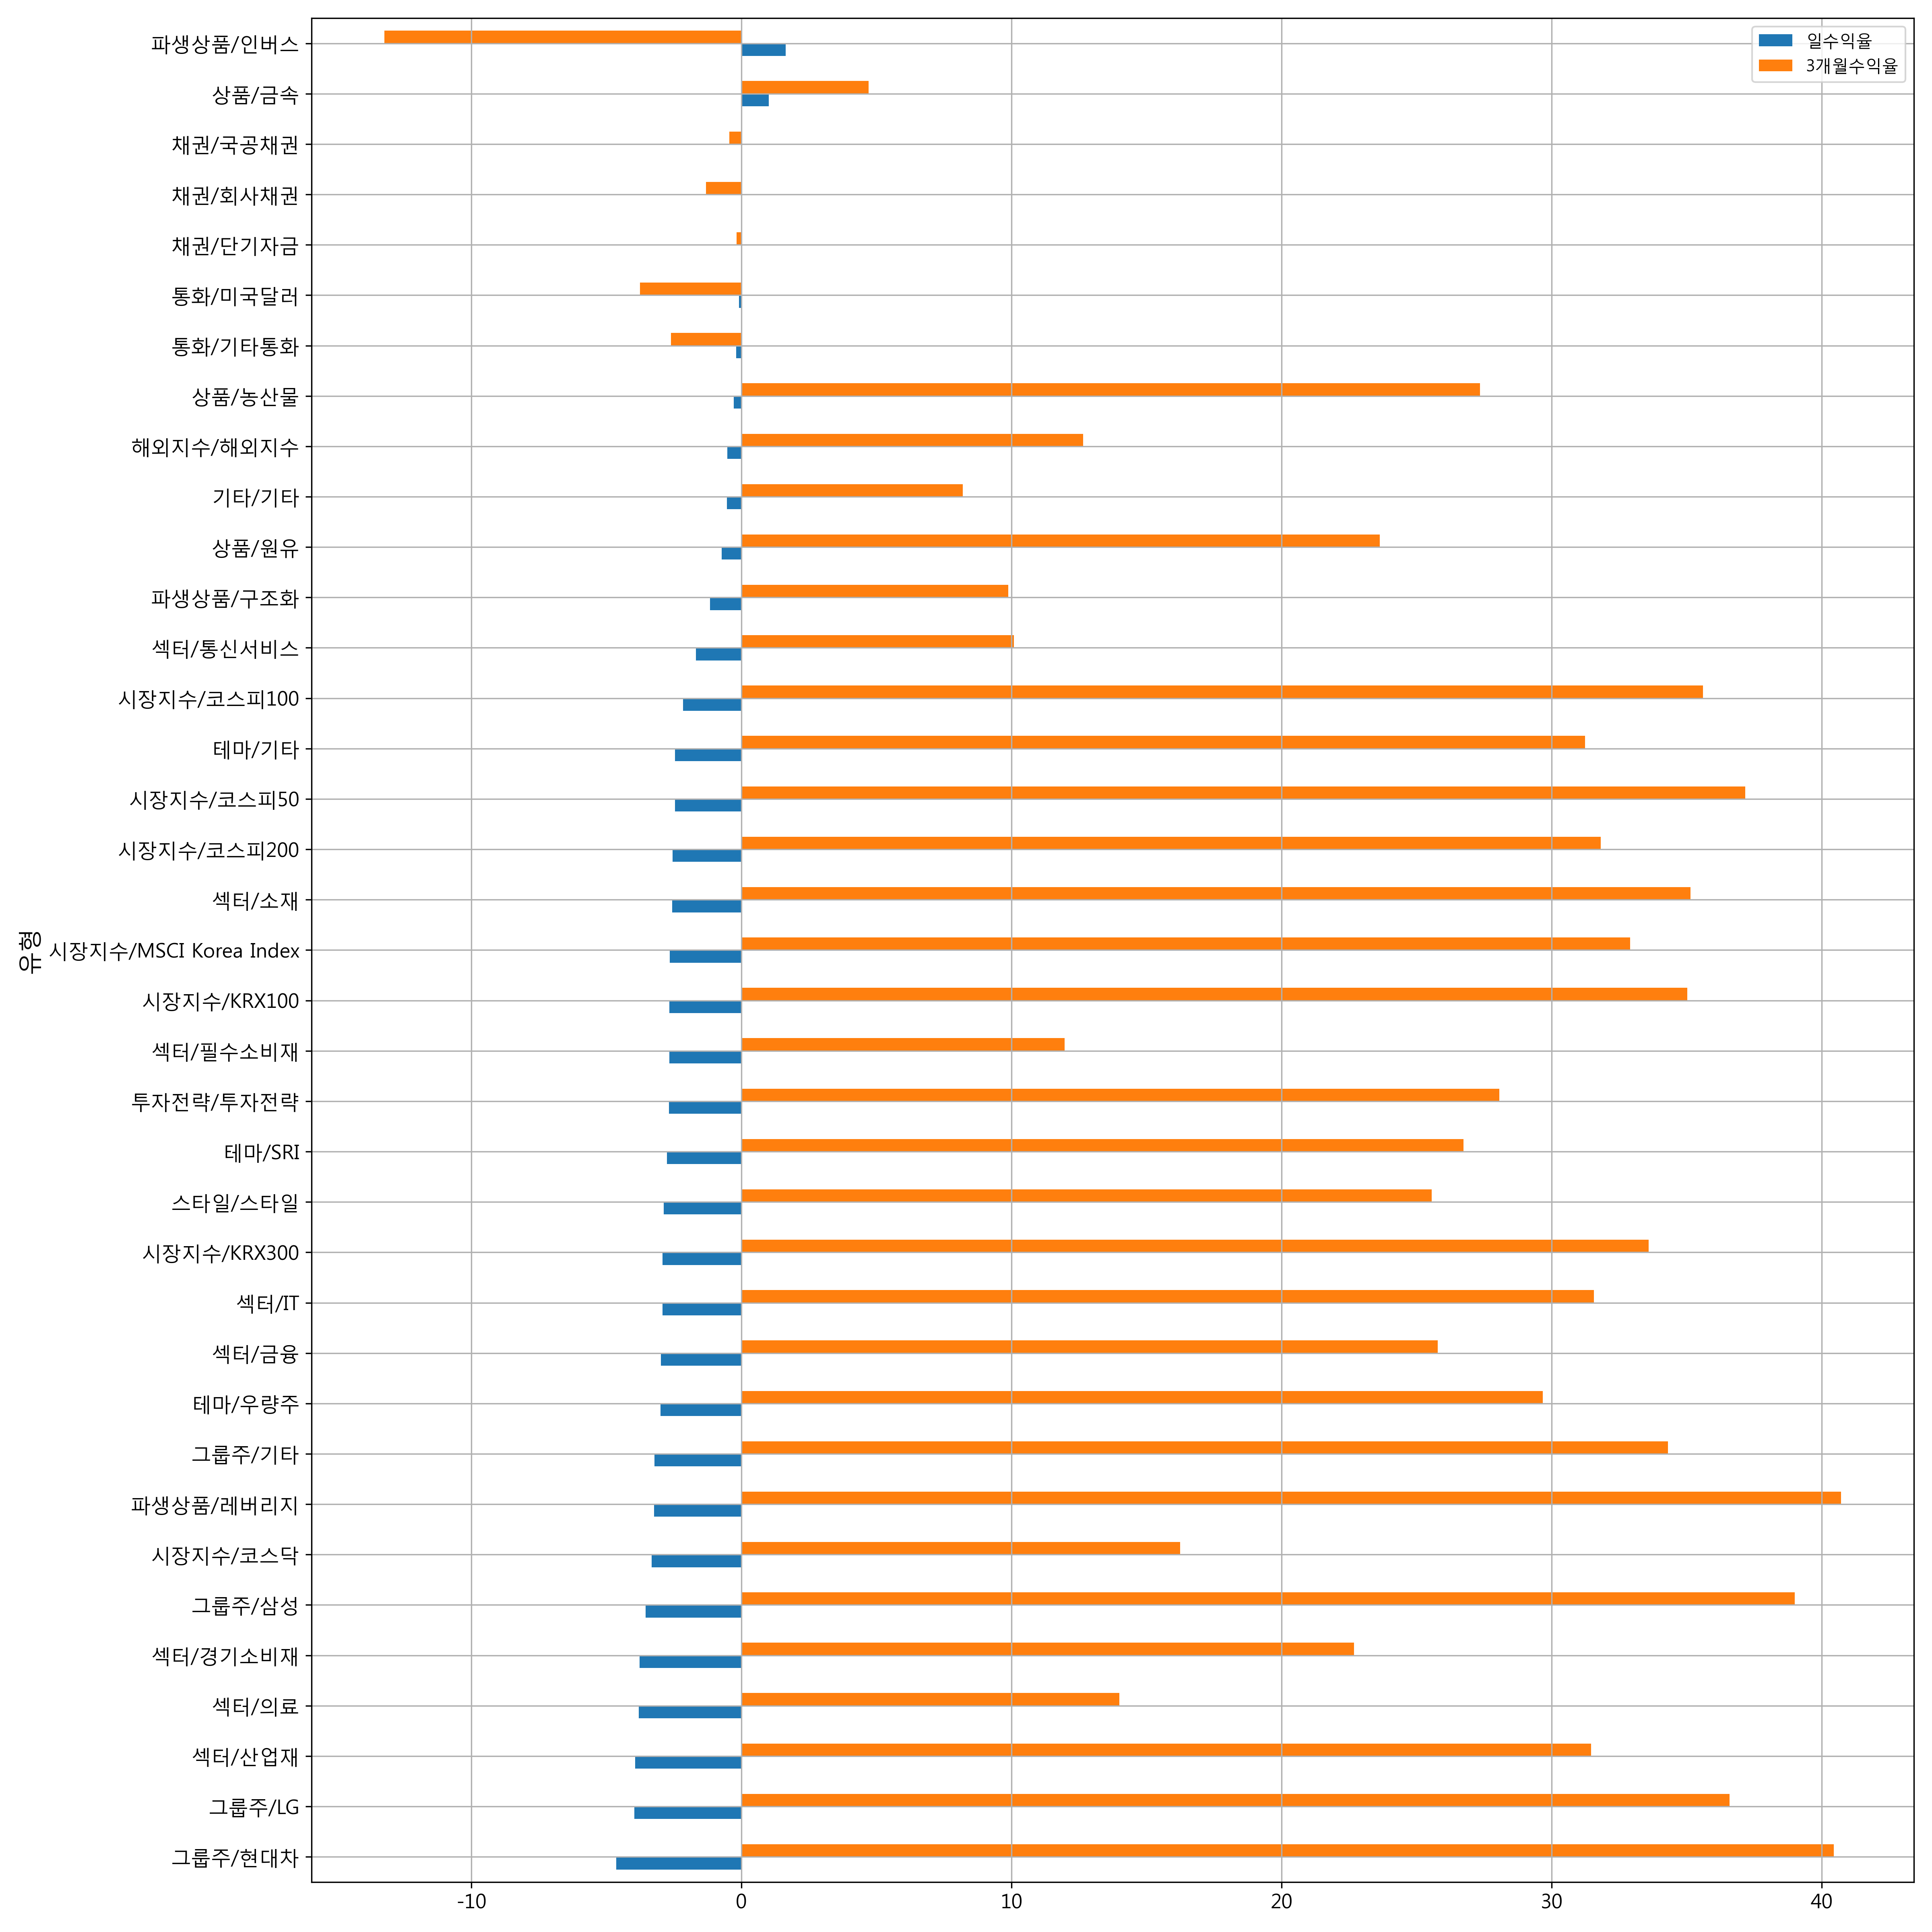 일수익율
3개월수익율
파생상품/인버스
상품/금속
채권/국공채권
채권/회사채권
채권/단기자금
통화/미국달러
통화/기타통화
상품/농산물
해외지수/해외지수
기타/기타
상품/원유
파생상품/구조화
섹터/통신서비스
시장지수/코스피100
테마/기타
시장지수/코스피50
시장지수/코스피200
섹터/소재
유형
시장지수/MSCI Korea Index
시장지수/KRX100
섹터/필수소비재
투자전략/투자전략
테마/SRI
스타일/스타일
시장지수/KRX300
섹터/IT
섹터/금융
테마/우량주
그룹주/기타
파생상품/레버리지
시장지수/코스닥
그룹주/삼성
섹터/경기소비재
섹터/의료
섹터/산업재
그룹주/LG
그룹주/현대차
-10 0 10 20 30 40